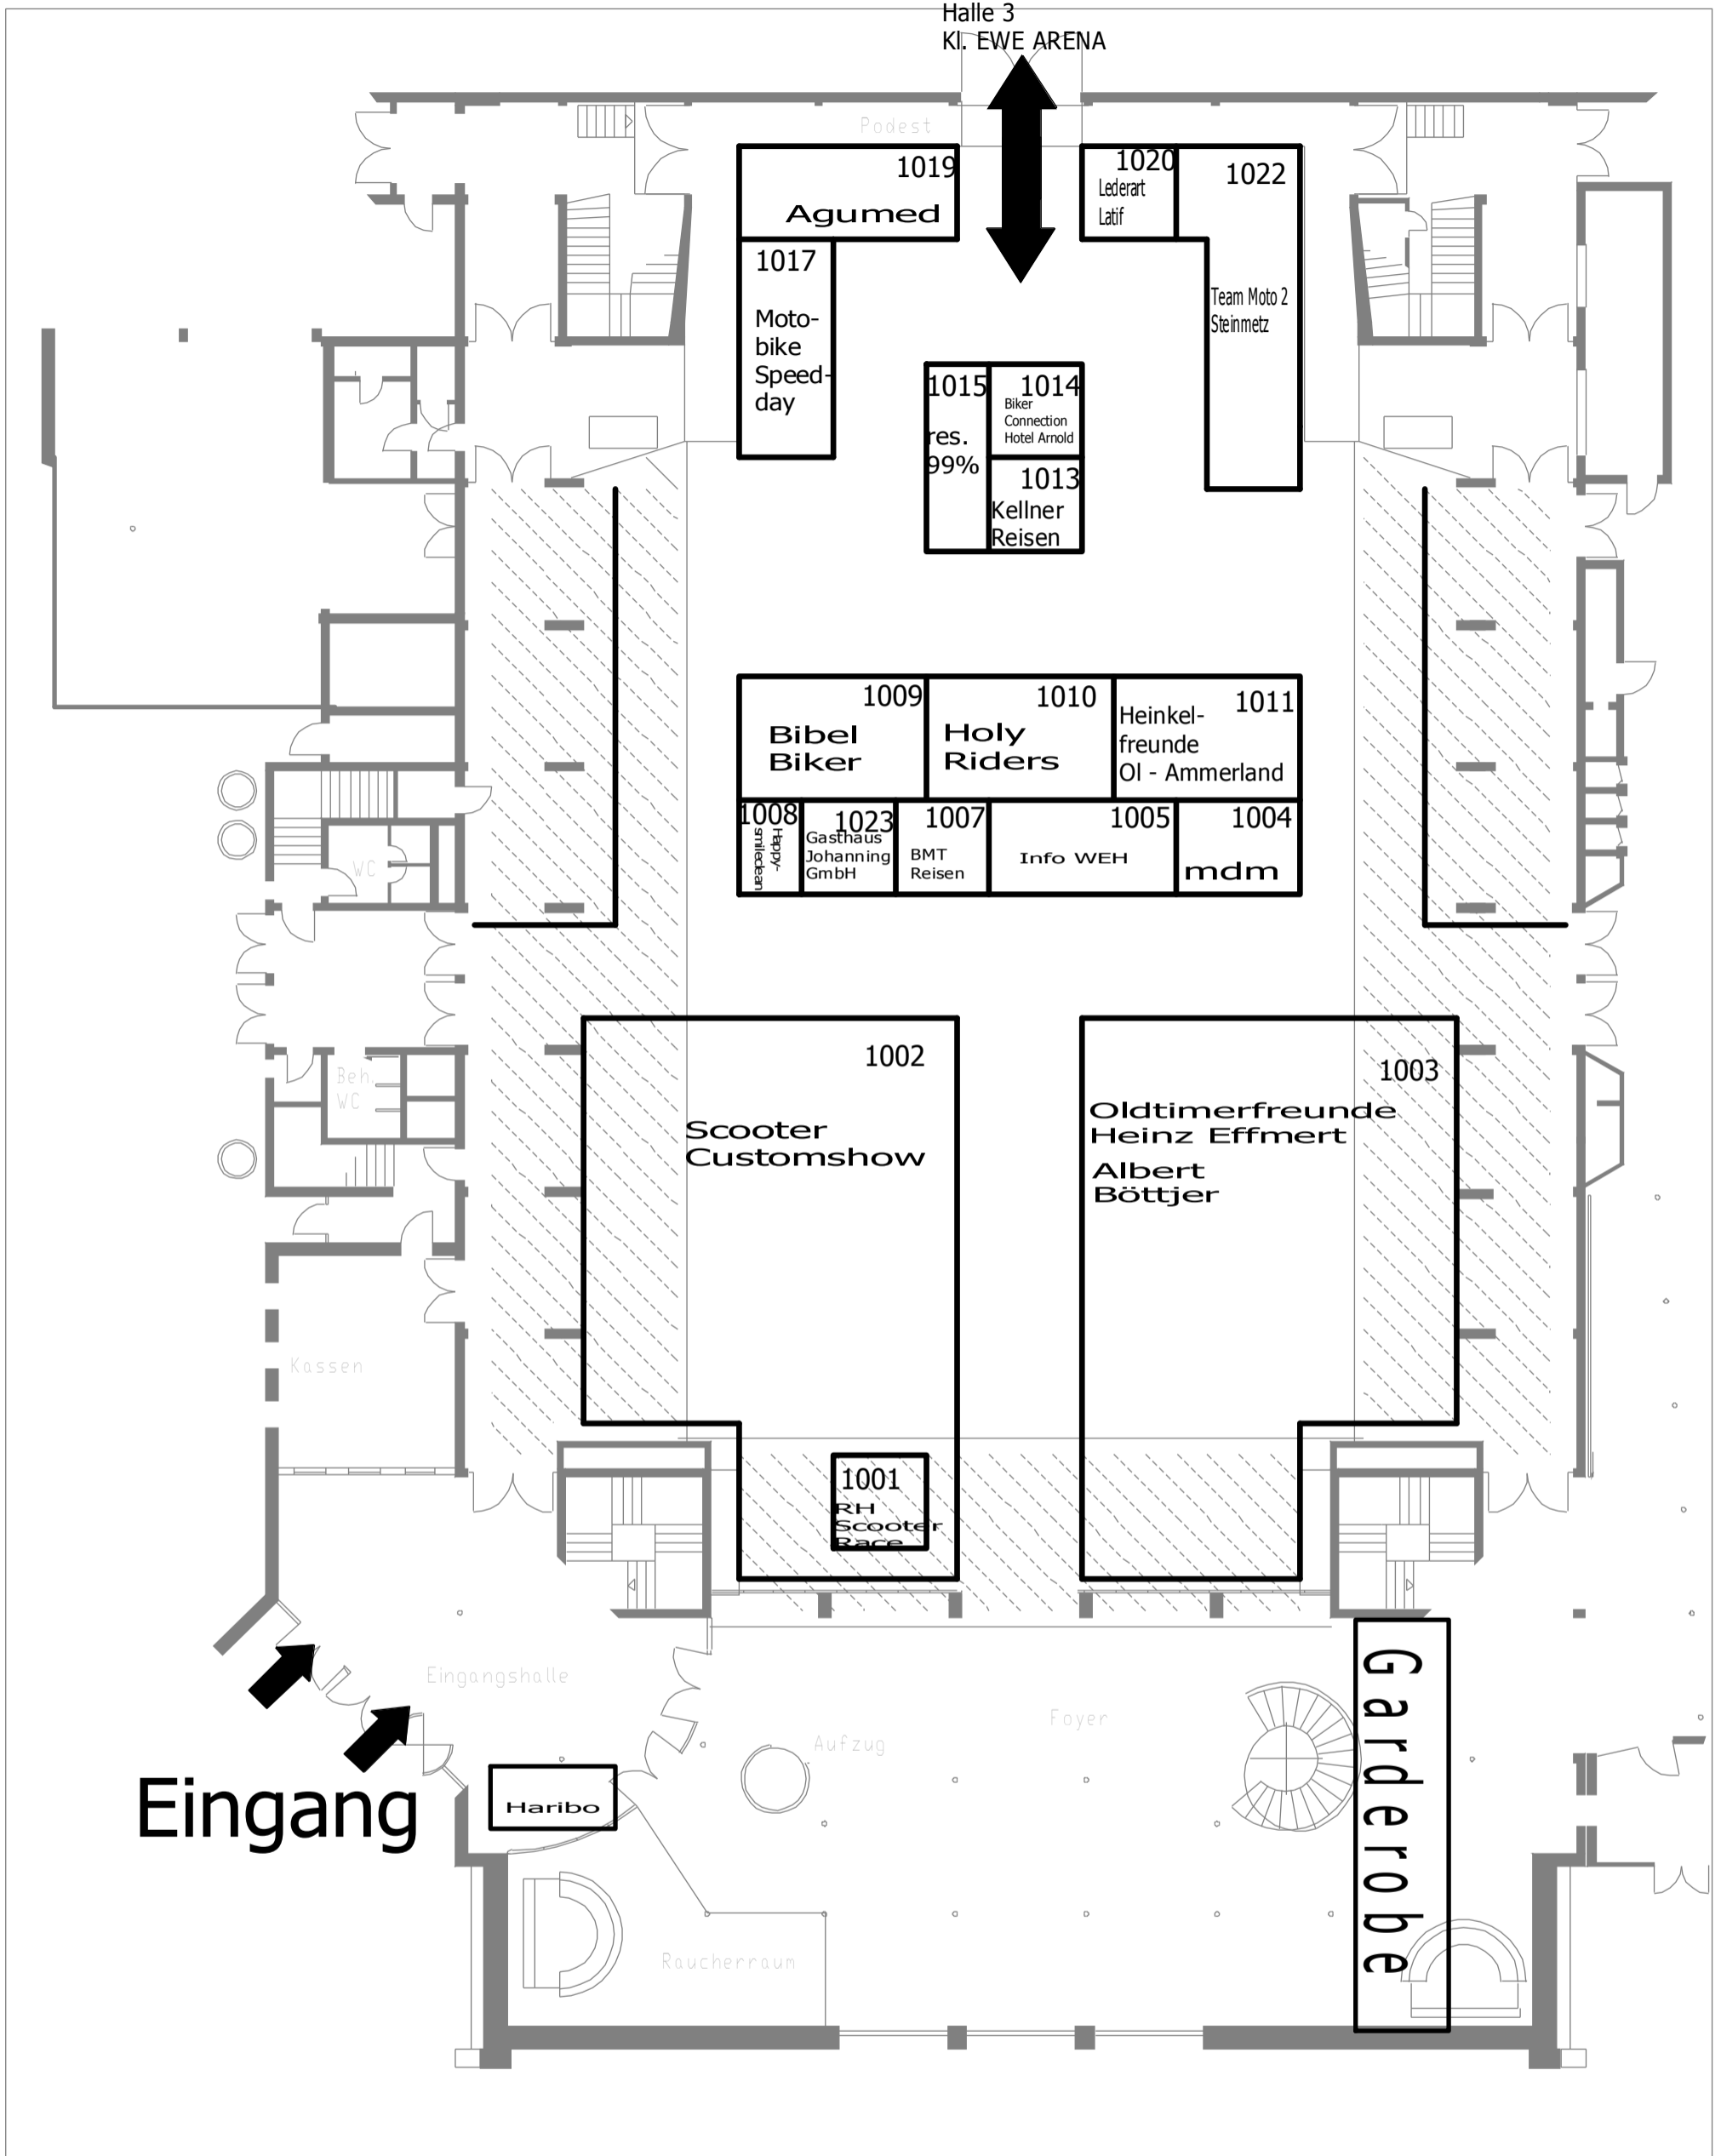 Halle 3
Kl. EWE ARENA
Podest
1019
Agumed
1020
Lederart
Latif
1022
Team Moto 2
Steinmetz
1017
Moto-
bike
Speed-
day
1015
res.
99%
1014
Biker
Connection
Hotel Arnold
1013
Kellner
Reisen
1009
Bibel
Biker
1010
Holy
Riders
1011
Heinkel-
freunde
Ol - Ammerland
1008
Happy-
smileclean
1023
Gasthaus
Johanning
GmbH
1007
BMT
Reisen
1005
Info WEH
1004
mdm
WC
Beh.
WC
1002
Scooter
Customshow
1003
Oldtimerfreunde
Heinz Effmert
Albert
Böttjer
Kassen
1001
RH
Scooter
Race
Eingangshalle
Eingang
Haribo
Aufzug
Foyer
Garderobe
Raucherraum